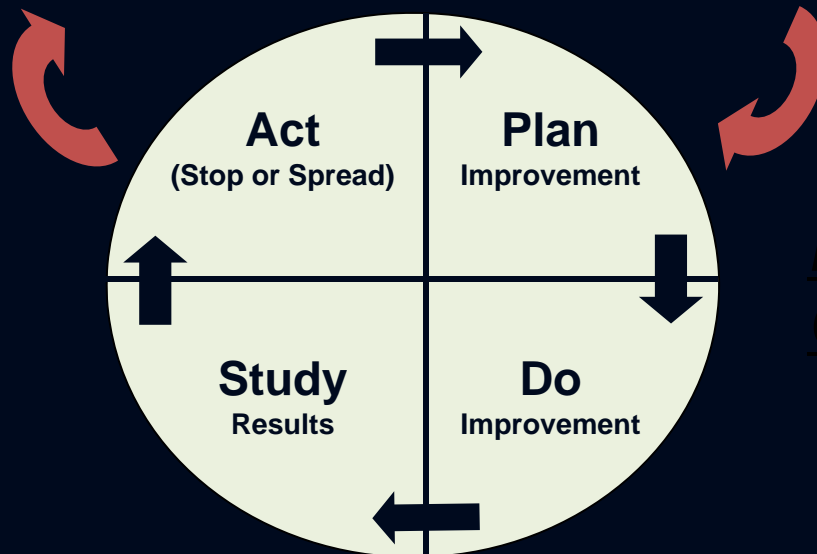 Act
(Stop or Spread)
Plan
Improvement
Study
Results
Do
Improvement